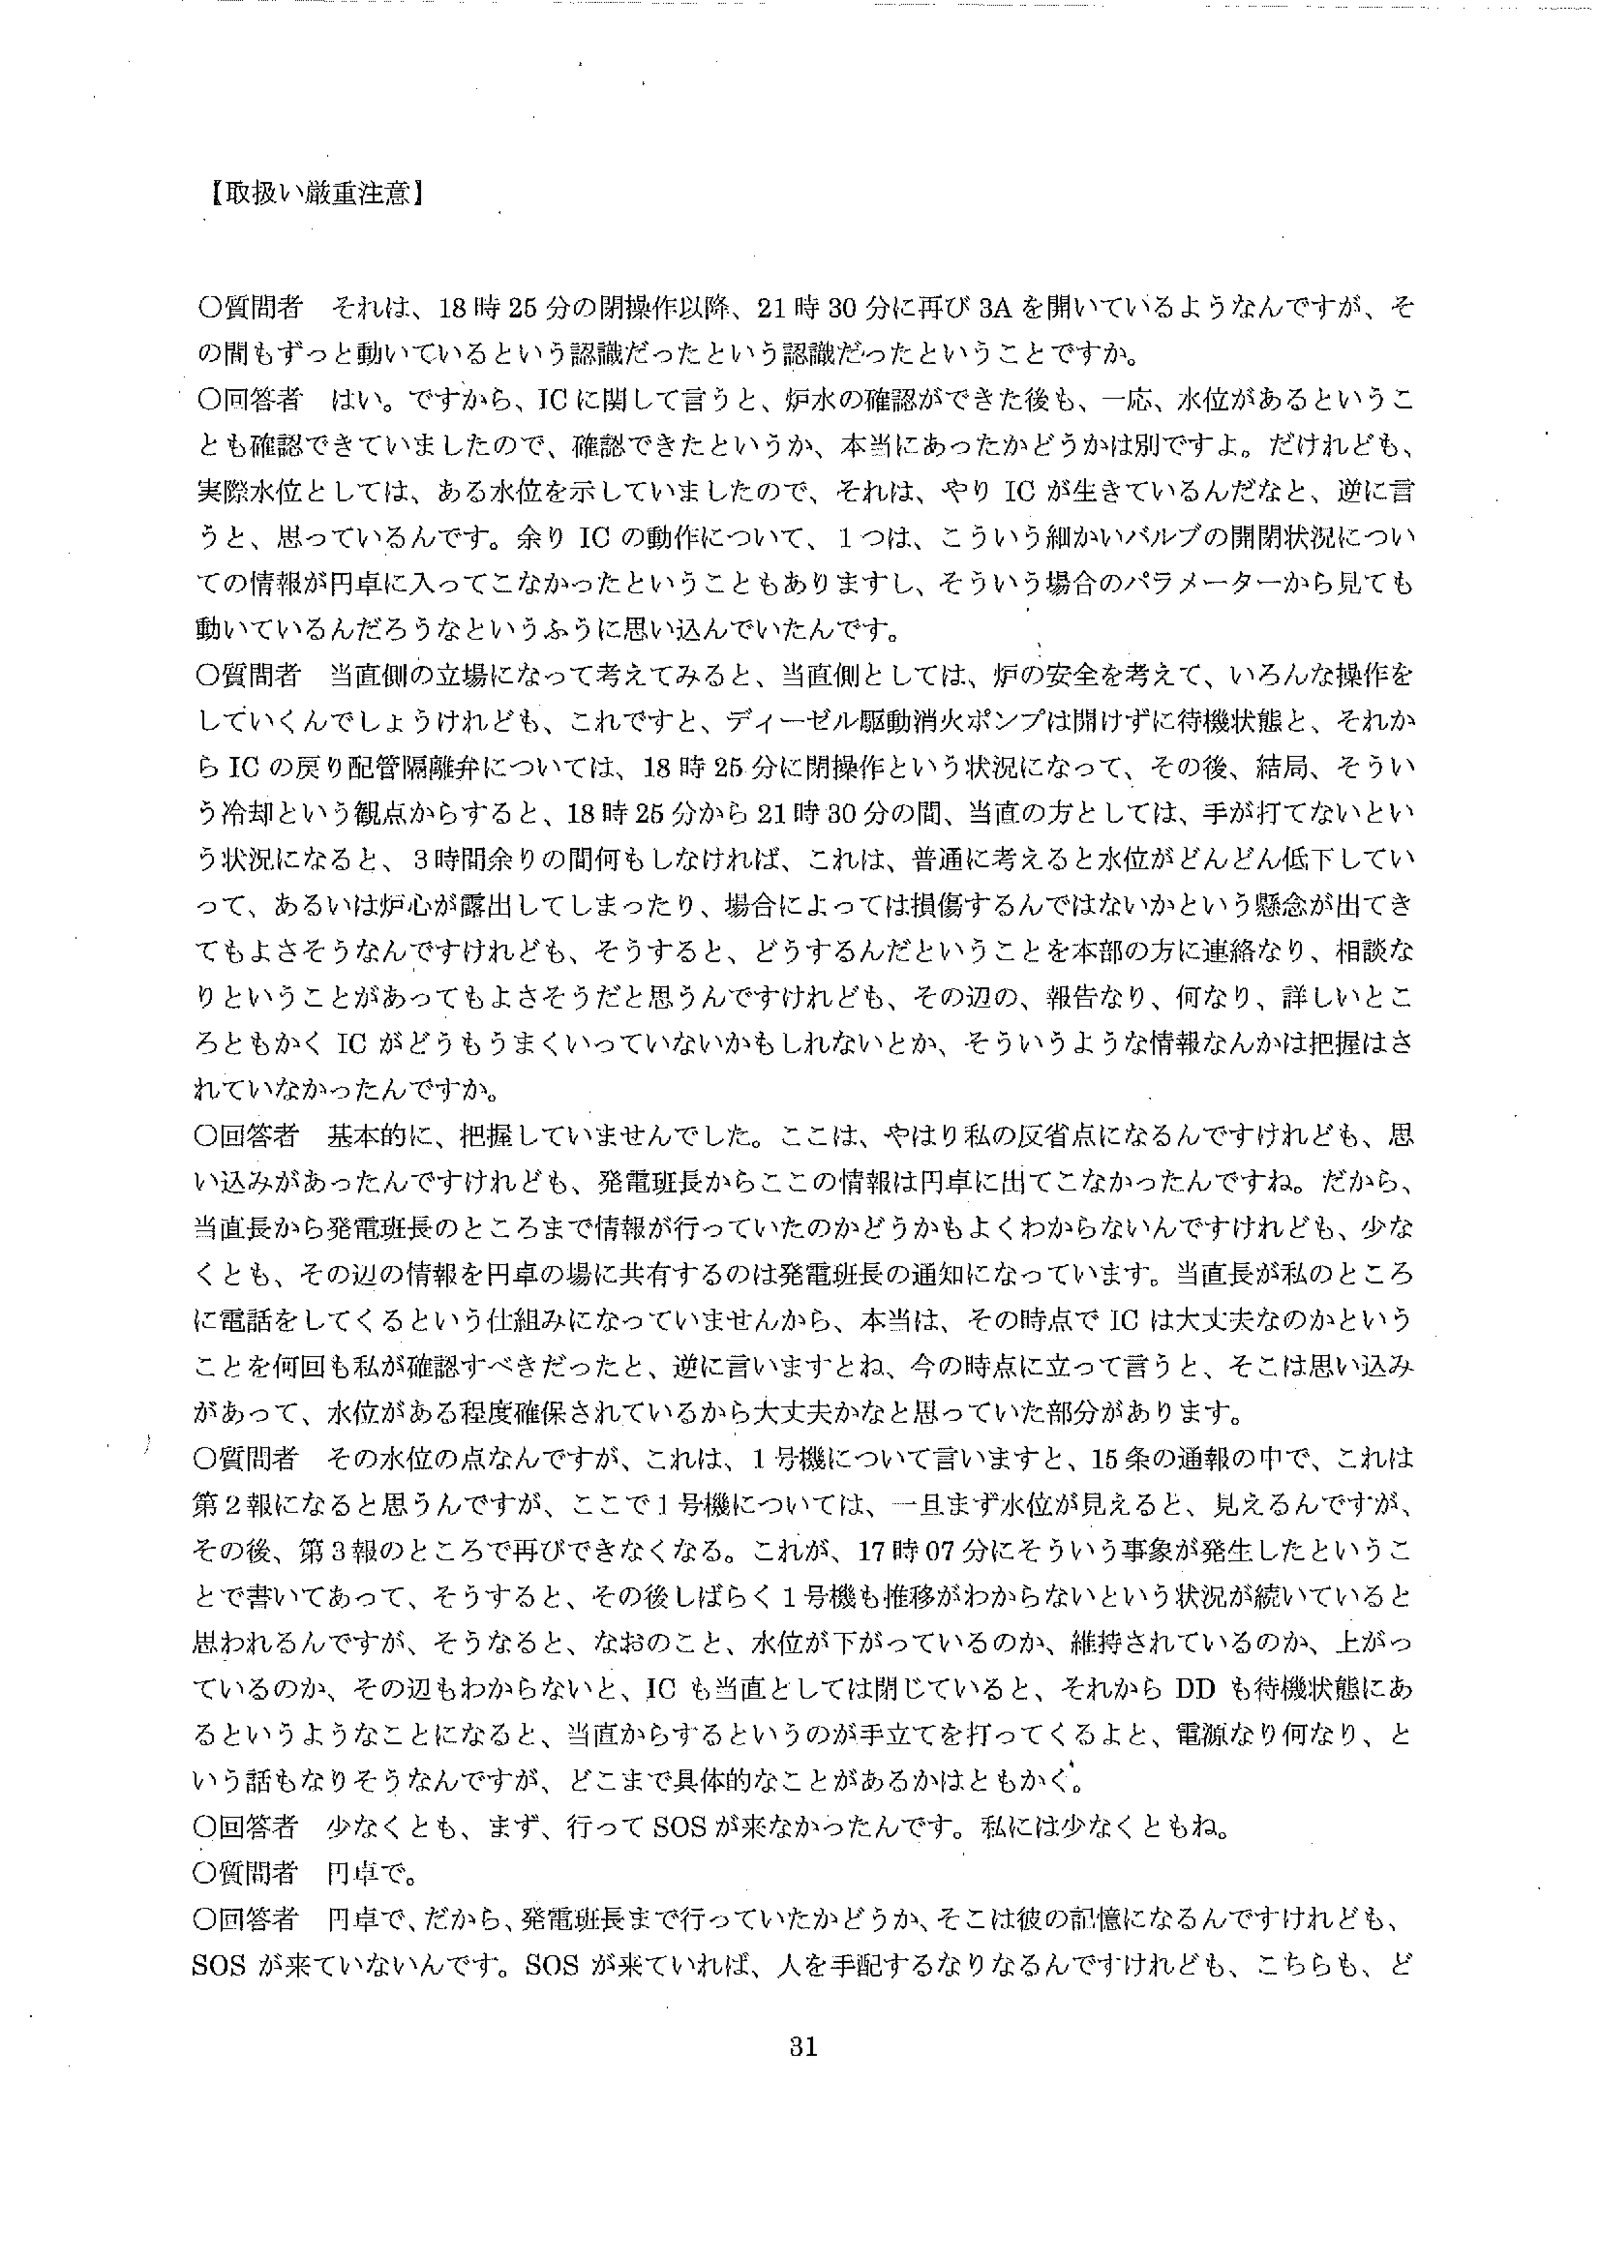 【取扱い厳重注意】
○質問者　それは、18 時 25 分の閉操作以降、21 時 30 分に再び 3A を開いているようなんですが、そ
の間もずっと動いているという認識だったという認識だったということですか。
○回答者　はい。ですから、IC に関して言うと、炉水の確認ができた後も、一応、水位があるというこ
とも確認できていましたので、確認できたというか、本当にあったかどうかは別ですよ。だけれども、
実際水位としては、ある水位を示していましたので、それは、やり IC が生きているんだなと、逆に言
うと、思っているんです。余り IC の動作について、1 つは、こういう細かいバルブの開閉状況につい
ての情報が円卓に入ってこなかったということもありますし、そういう場合のパラメーターから見ても
動いているんだろうなというふうに思い込んでいたんです。
○質問者　当直側の立場になって考えてみると、当直側としては、炉の安全を考えて、いろんな操作を
していくんでしょうけれども、これですと、ディーゼル駆動消火ポンプは開けずに待機状態と、それか
ら IC の戻り配管隔離弁については、18 時 25 分に閉操作という状況になって、その後、結局、そうい
う冷却という観点からすると、18 時 25 分から 21 時 30 分の間、当直の方としては、手が打てないとい
う状況になると、3 時間余りの間何もしなければ、これは、普通に考えると水位がどんどん低下してい
って、あるいは炉心が露出してしまったり、場合によっては損傷するんではないかという懸念が出てき
てもよさそうなんですけれども、そうすると、どうするんだということを本部の方に連絡なり、相談な
りということがあってもよさそうだと思うんですけれども、その辺の、報告なり、何なり、詳しいとこ
ろともかく IC がどうもうまくいっていないかもしれないとか、そういうような情報なんかは把握はさ
れていなかったんですか。
○回答者　基本的に、把握していませんでした。ここは、やはり私の反省点になるんですけれども、思
い込みがあったんですけれども、発電班長からここの情報は円卓に出てこなかったんですね。だから、
当直長から発電班長のところまで情報が行っていたのかどうかもよくわからないんですけれども、少な
くとも、その辺の情報を円卓の場に共有するのは発電班長の通知になっています。当直長が私のところ
に電話をしてくるという仕組みになっていませんから、本当は、その時点で IC は大丈夫なのかという
ことを何回も私が確認すべきだったと、逆に言いますとね、今の時点に立って言うと、そこは思い込み
があって、水位がある程度確保されているから大丈夫かなと思っていた部分があります。
○質問者　その水位の点なんですが、これは、1 号機について言いますと、15 条の通報の中で、これは
第 2 報になると思うんですが、ここで 1 号機については、一旦まず水位が見えると、見えるんですが、
その後、第 3 報のところで再びできなくなる。これが、17 時 07 分にそういう事象が発生したというこ
とで書いてあって、そうすると、その後しばらく 1 号機も推移がわからないという状況が続いていると
思われるんですが、そうなると、なおのこと、水位が下がっているのか、維持されているのか、上がっ
ているのか、その辺もわからないと、IC も当直としては閉じていると、それから DD も待機状態にあ
るというようなことになると、当直からするというのが手立てを打ってくるよと、電源なり何なり、と
いう話もなりそうなんですが、どこまで具体的なことがあるかはともかく。
○回答者　少なくとも、まず、行って SOS が来なかったんです。私には少なくともね。
○質問者　円卓で。
○回答者　円卓で、だから、発電班長まで行っていたかどうか、そこは彼の記憶になるんですけれども、
SOS が来ていないんです。SOS が来ていれば、人を手配するなりなるんですけれども、こちらも、ど
31